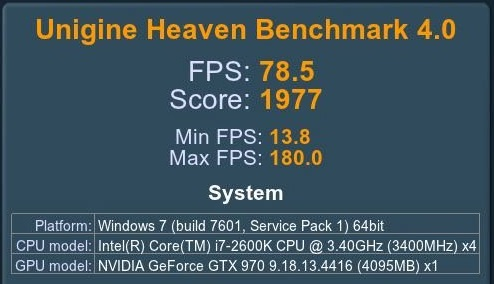 Unigine Heaven Benchmark 4.0
FPS: 78.5
Score: 1977
Min FPS: 13.8
Max FPS: 180.0
System
Platform: Windows 7 (build 7601, Service Pack 1) 64bit
CPU model: Intel(R) Core(TM) i7-2600K CPU @ 3.40GHz (3400MHz) x4
GPU model: NVIDIA GeForce GTX 970 9.18.13.4416 (4095MB) x1